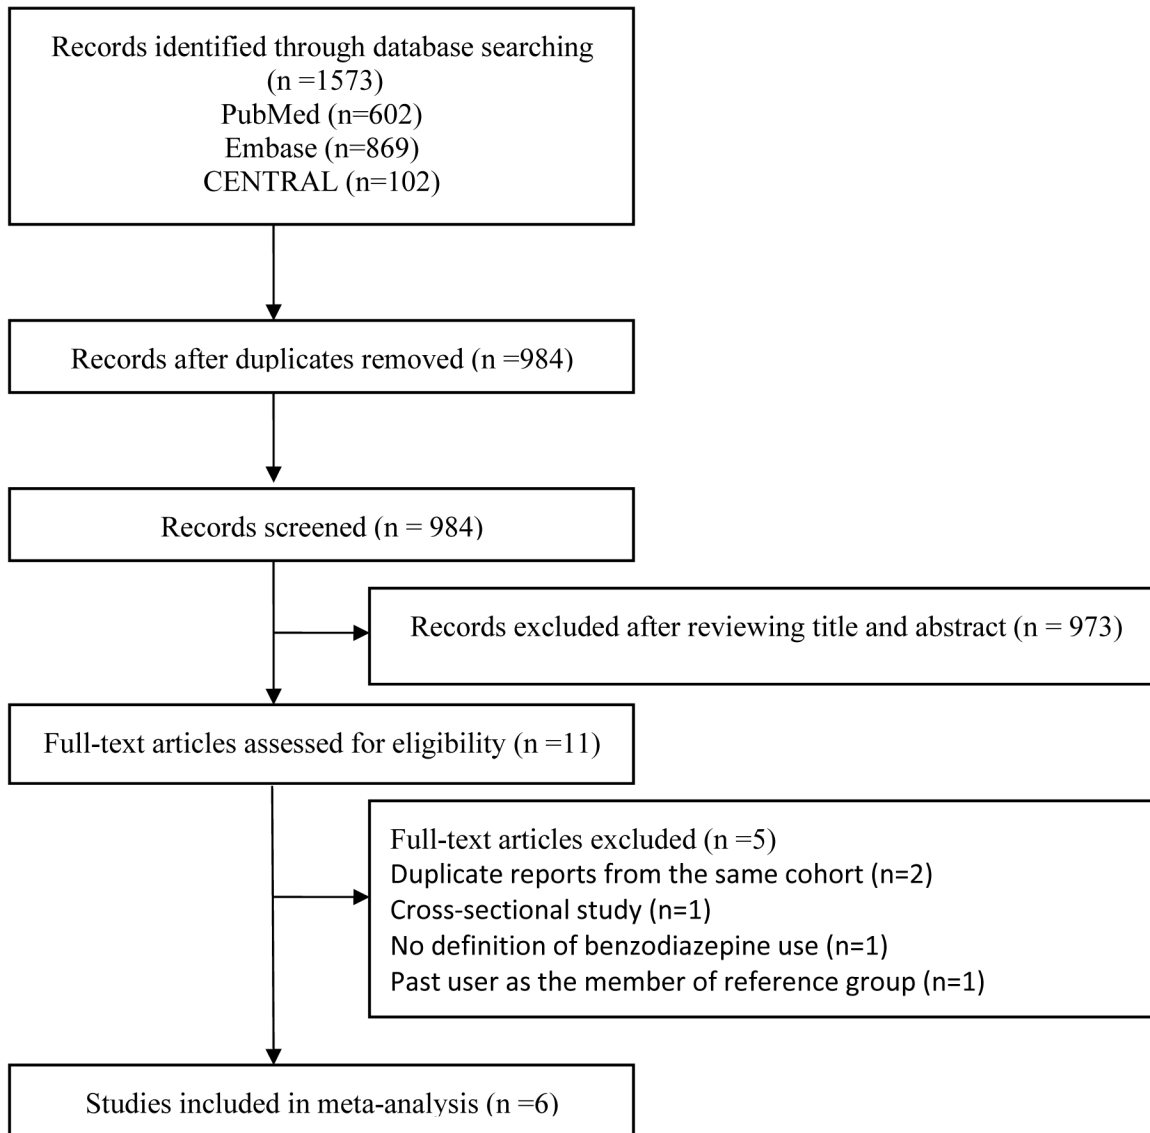 Records identified through database searching
(n =1573)
PubMed (n=602)
Embase (n=869)
CENTRAL (n=102)
Records after duplicates removed (n =984)
Records screened (n = 984)
Records excluded after reviewing title and abstract (n = 973)
Full-text articles assessed for eligibility (n =11)
Full-text articles excluded (n =5)
Duplicate reports from the same cohort (n=2)
Cross-sectional study (n=1)
No definition of benzodiazepine use (n=1)
Past user as the member of reference group (n=1)
Studies included in meta-analysis (n =6)